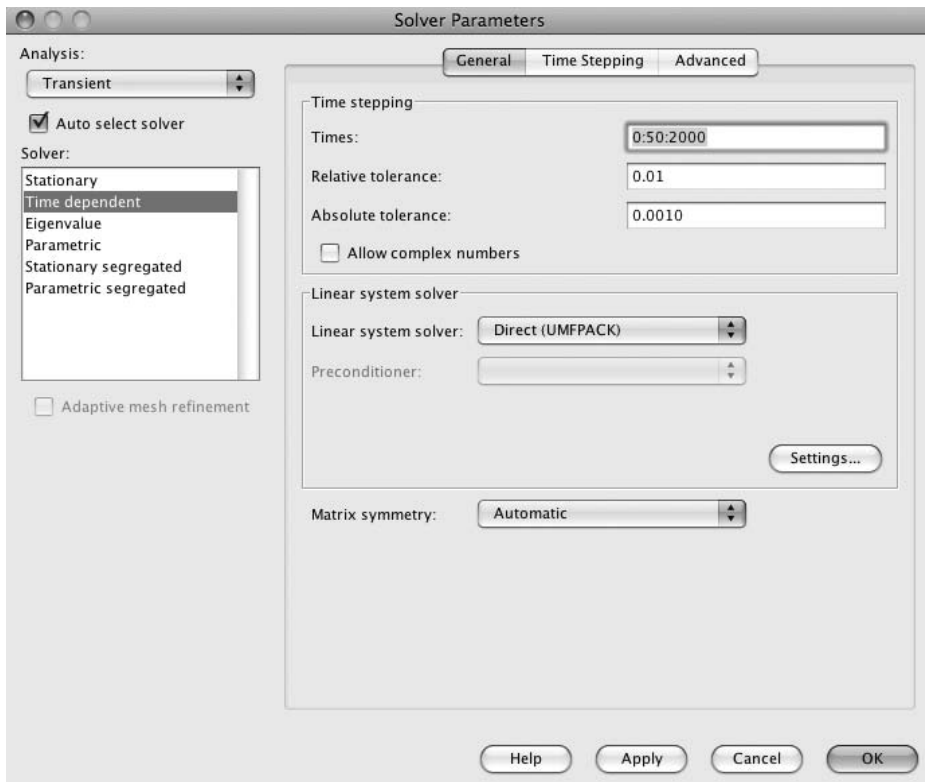 Solver Parameters
Analysis:
Transient
Auto select solver
Solver:
Stationary
Time dependent
Eigenvalue
Parametric
Stationary segregated
Parametric segregated
Adaptive mesh refinement
General Time Stepping Advanced
Time stepping
Times: 0:50:2000
Relative tolerance: 0.01
Absolute tolerance: 0.0010
Allow complex numbers
Linear system solver
Linear system solver: Direct (UMFPACK)
Preconditioner:
Settings...
Matrix symmetry: Automatic
Help Apply Cancel OK